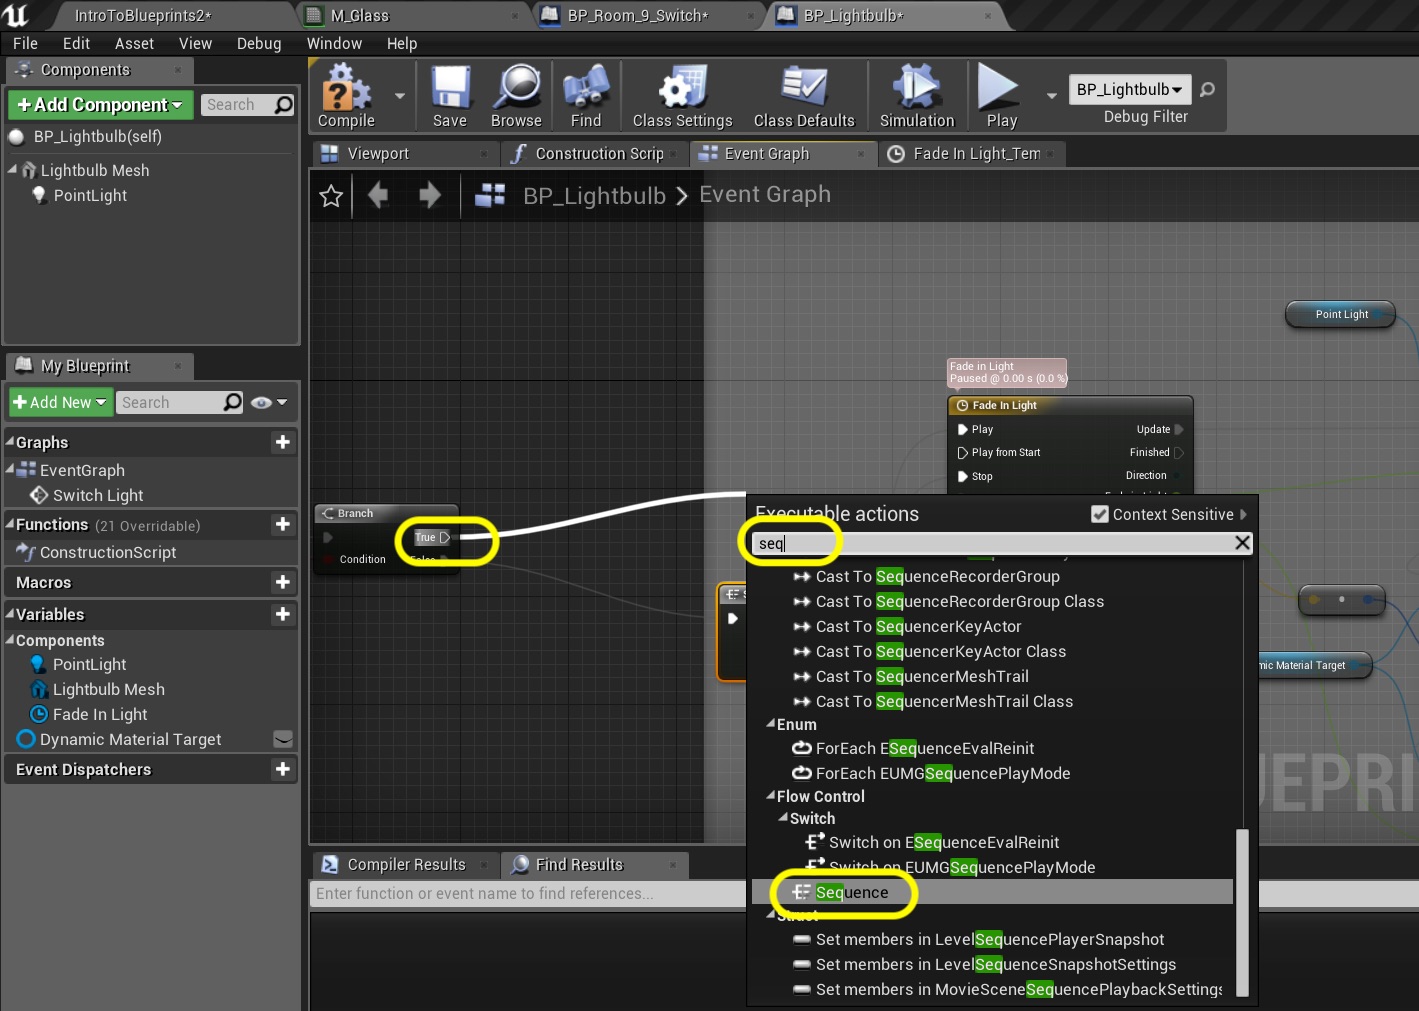 IntroToBlueprints2*
M_Glass
BP_Room_9_Switch*
BP_Lightbulb*
File Edit Asset View Debug Window Help
Components
+Add Component
Search
BP_Lightbulb(self)
Lightbulb Mesh
PointLight
Compile
Save
Browse
Find
Class Settings
Class Defaults
Simulation
Play
BP_Lightbulb
Debug Filter
Viewport
Construction Scrip
Event Graph
Fade In Light_Tem
BP_Lightbulb > Event Graph
My Blueprint
+Add New
Search
Graphs
EventGraph
Switch Light
Functions (21 Overridable)
ConstructionScript
Macros
Variables
Components
PointLight
Lightbulb Mesh
Fade In Light
Dynamic Material Target
Event Dispatchers
Point Light
Fade in Light
Paused @ 0.00 s (0.0 %)
Fade In Light
Play
Update
Play from Start
Finished
Stop
Direction
Branch
True
Condition
False
Executable actions
Context Sensitive
seq
Cast To SequenceRecorderGroup
Cast To SequenceRecorderGroup Class
Cast To SequencerKeyActor
Cast To SequencerKeyActor Class
Cast To SequencerMeshTrail
Cast To SequencerMeshTrail Class
Enum
ForEach ESequenceEvalReinit
ForEach EUMGSequencePlayMode
Flow Control
Switch
Switch on ESequenceEvalReinit
Switch on EUMGSequencePlayMode
Sequence
Struct
Set members in LevelSequencePlayerSnapshot
Set members in LevelSequenceSnapshotSettings
Set members in MovieSceneSequencePlaybackSettings
mic Material Target
UEPRI
Compiler Results
Find Results
Enter function or event name to find references...